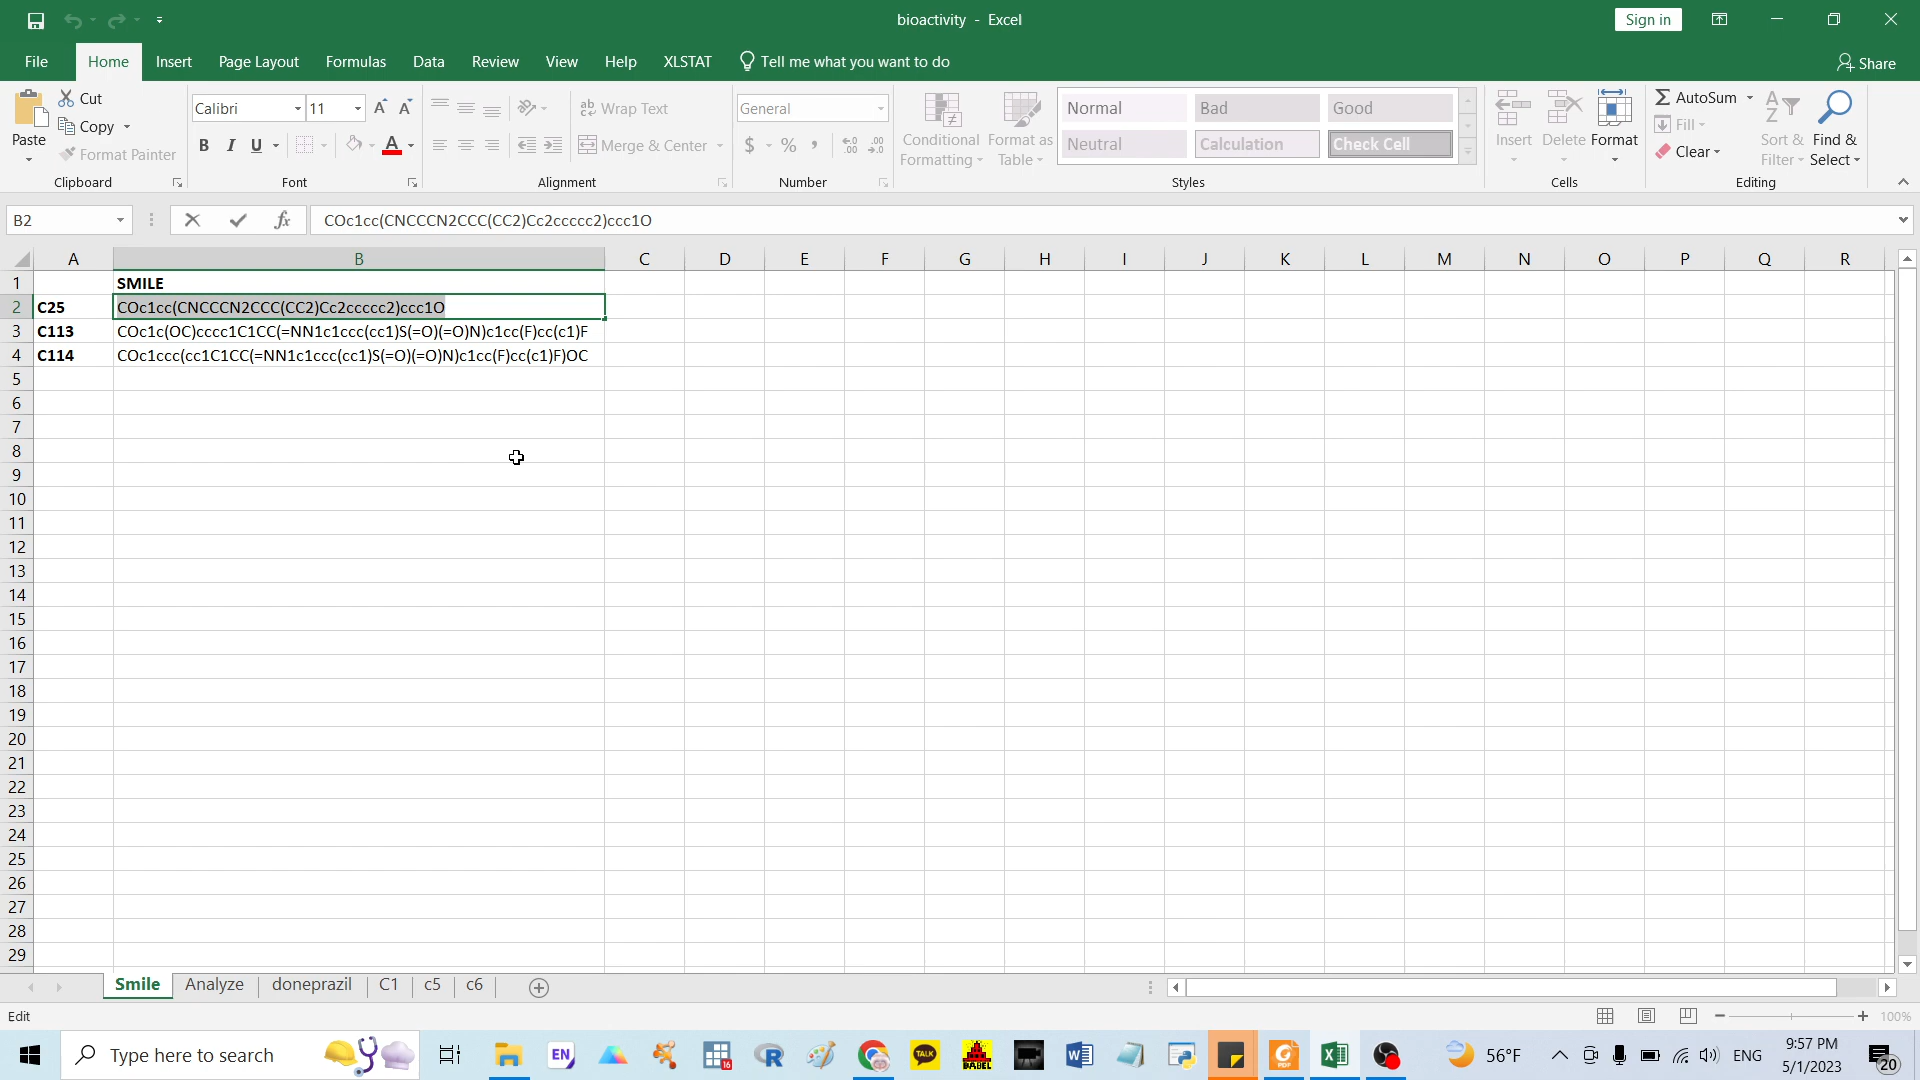 bioactivity - Excel
Sign in
File Home Insert Page Layout Formulas Data Review View Help XLSTAT Tell me what you want to do Share
Paste
Cut
Copy
Format Painter
Clipboard
Calibri 11
B I U
Font
Wrap Text
Merge & Center
Alignment
General
$ % ,
Number
Conditional Formatting
Format as Table
Normal Bad Good
Neutral Calculation Check Cell
Styles
Insert Delete Format
Cells
AutoSum
Fill
Clear
Sort & Filter
Find & Select
Editing
B2 fx COc1cc(CNCCCN2CCC(CC2)Cc2ccccc2)ccc1O
A B C D E F G H I J K L M N O P Q R
1 SMILE
2 C25 COc1cc(CNCCCN2CCC(CC2)Cc2ccccc2)ccc1O
3 C113 COc1c(OC)cccc1C1CC(=NN1c1ccc(cc1)S(=O)(=O)N)c1cc(F)cc(c1)F
4 C114 COc1ccc(cc1C1CC(=NN1c1ccc(cc1)S(=O)(=O)N)c1cc(F)cc(c1)F)OC
5
6
7
8
9
10
11
12
13
14
15
16
17
18
19
20
21
22
23
24
25
26
27
28
29
Smile Analyze doneprazil C1 c5 c6
Edit 100%
Type here to search
EN
16
TALK
BABEL
56°F
ENG
9:57 PM
5/1/2023
20